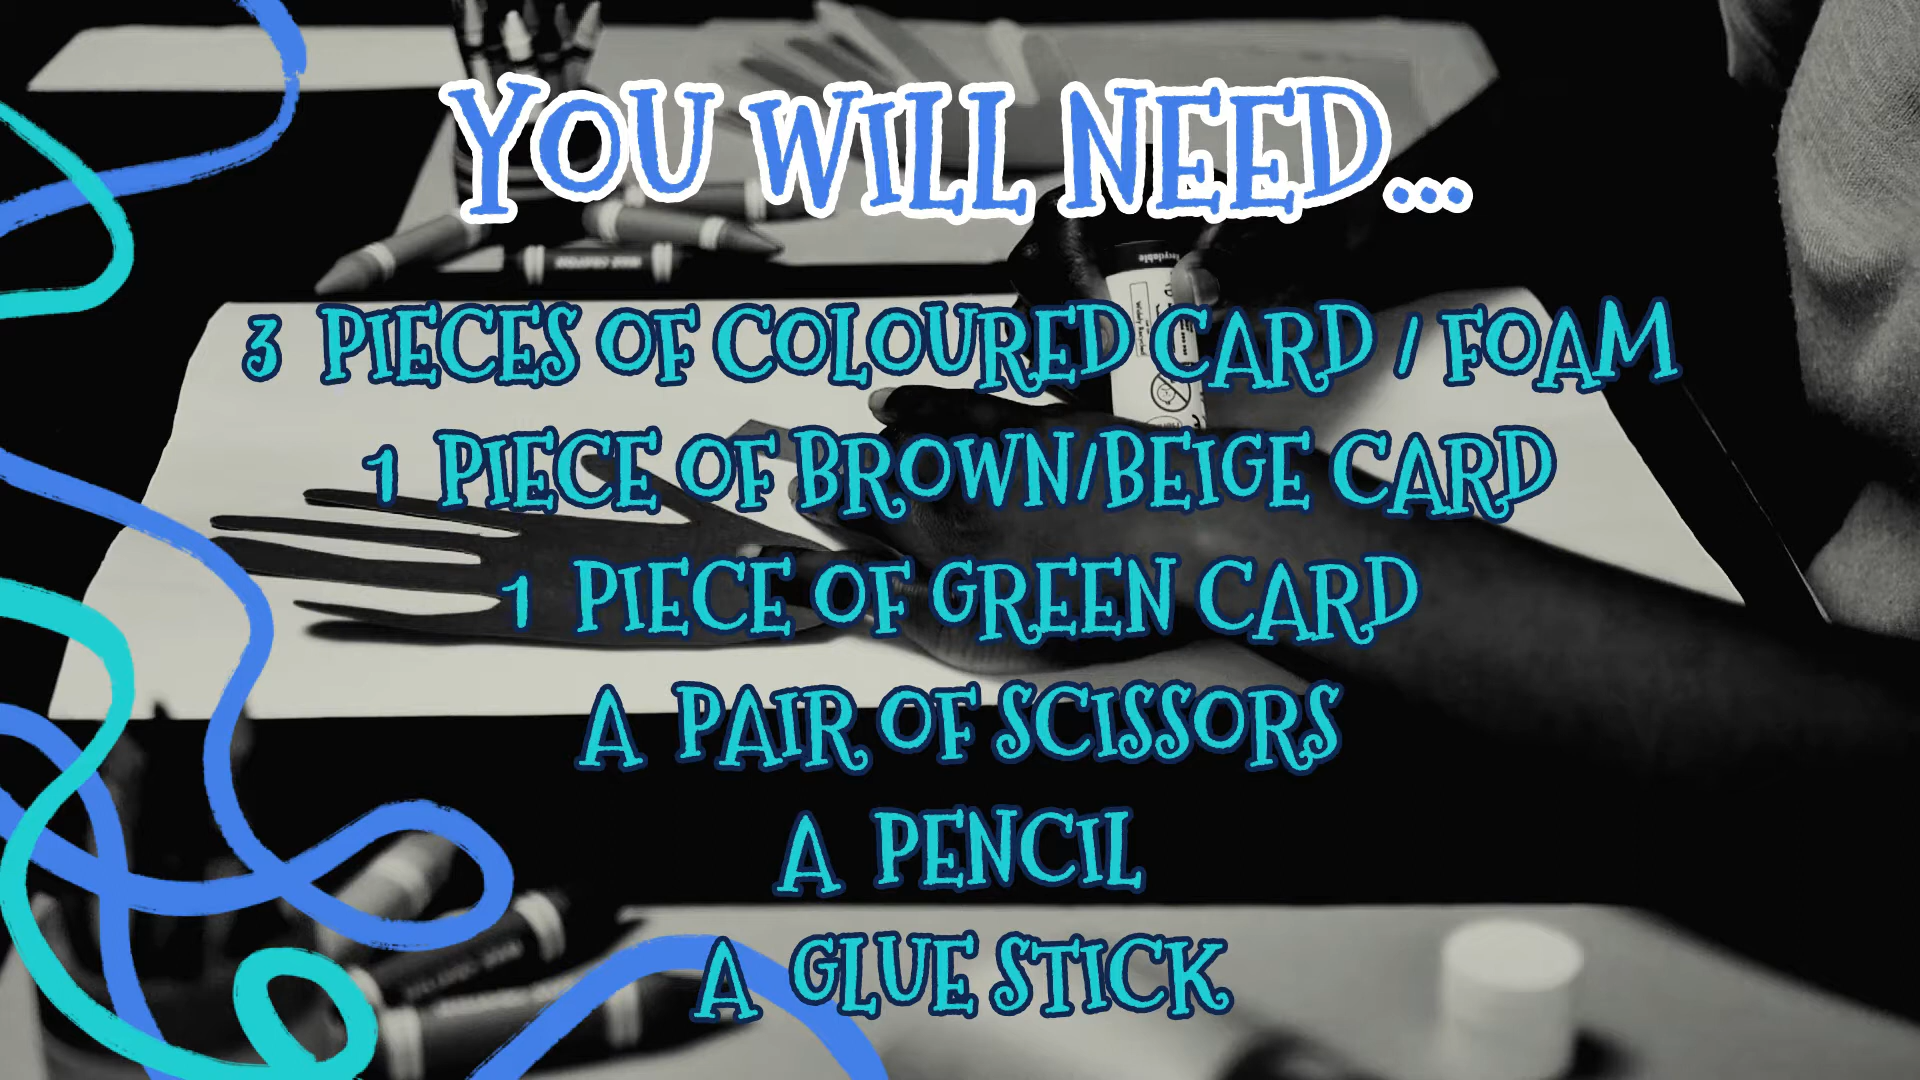 YOU WILL NEED...
3 PIECES OF COLOURED CARD / FOAM
1 PIECE OF BROWN/BEIGE CARD
1 PIECE OF GREEN CARD
A PAIR OF SCISSORS
A PENCIL
A GLUE STICK